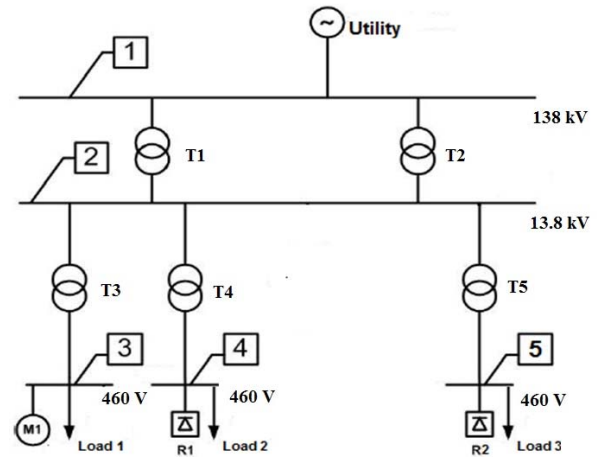 ~
Utility
1
138 kV
T1
T2
2
13.8 kV
T3
T4
T5
3
4
5
460 V
460 V
460 V
M1
Load 1
R1
Load 2
R2
Load 3